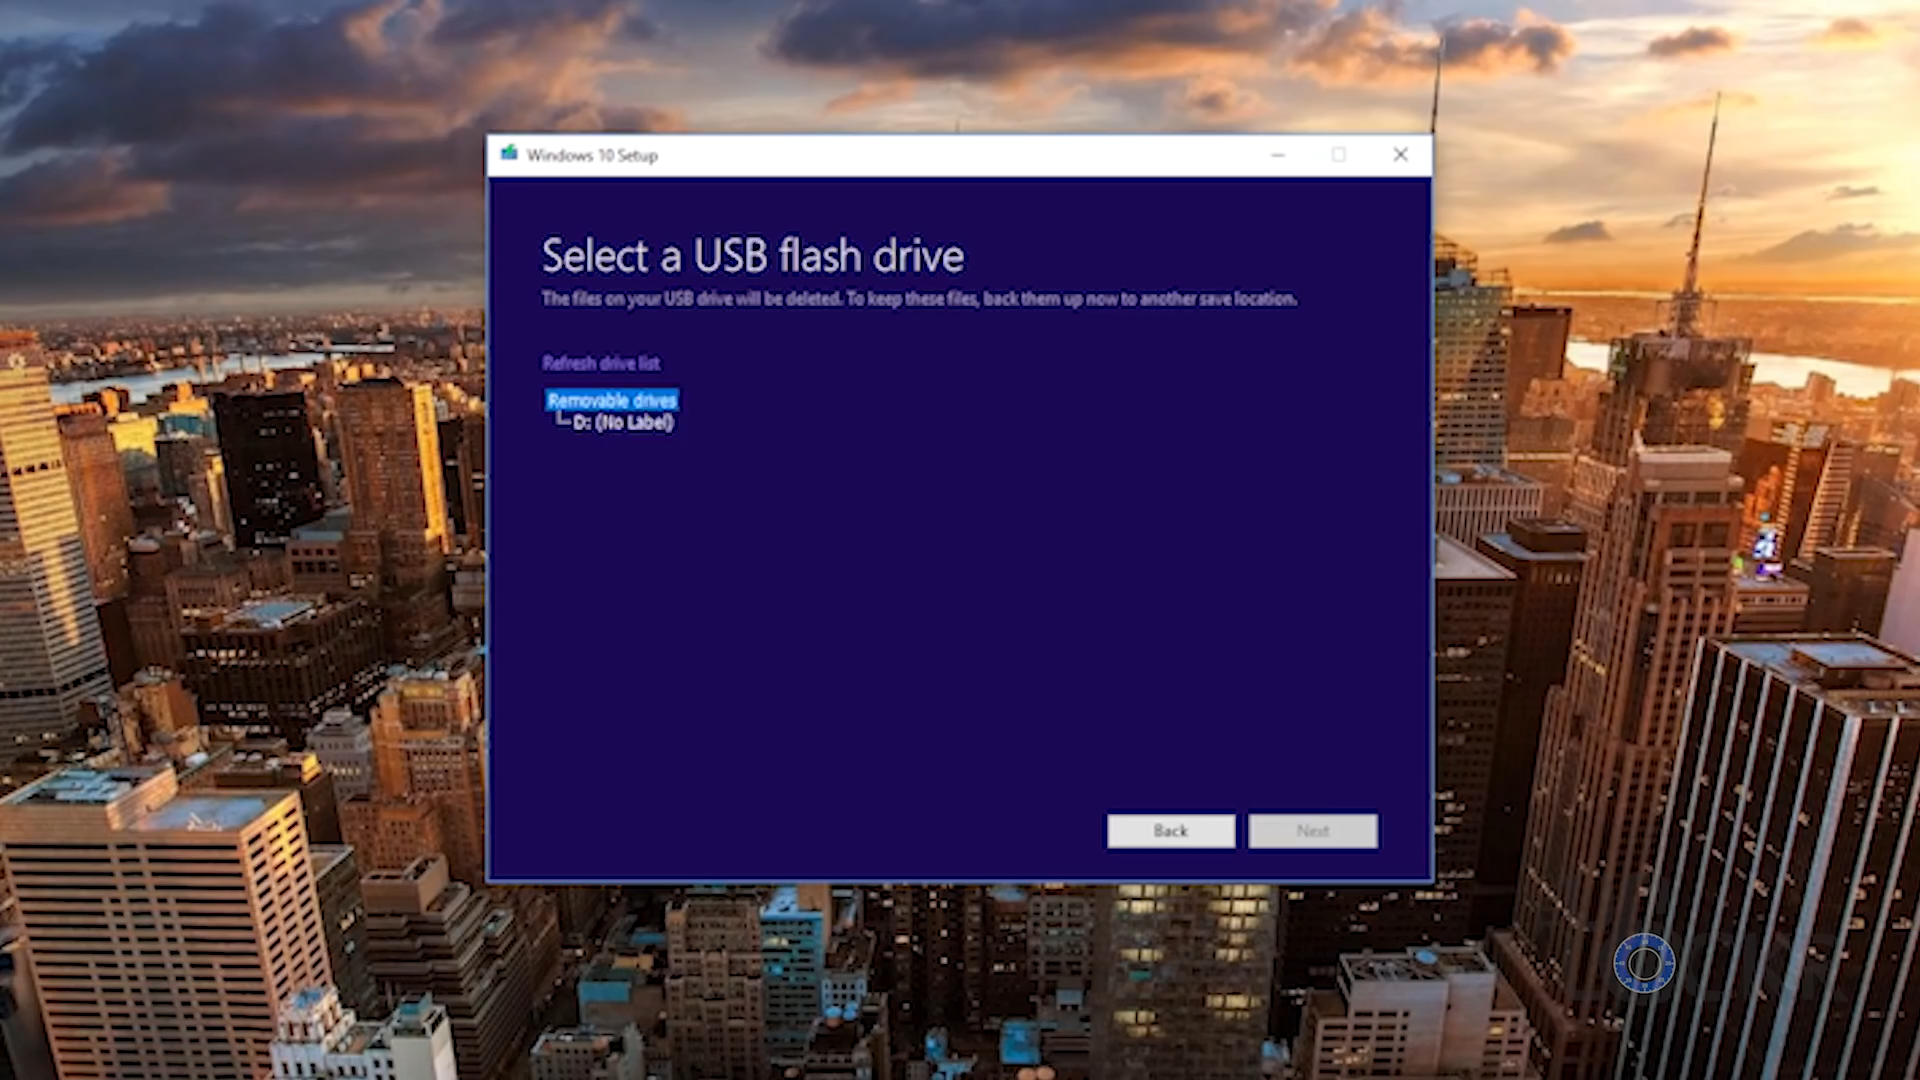 Windows 10 Setup
Select a USB flash drive
The files on your USB drive will be deleted. To keep these files, back them up now to another save location.
Refresh drive list
Removable drives
D: (No Label)
Back
Next